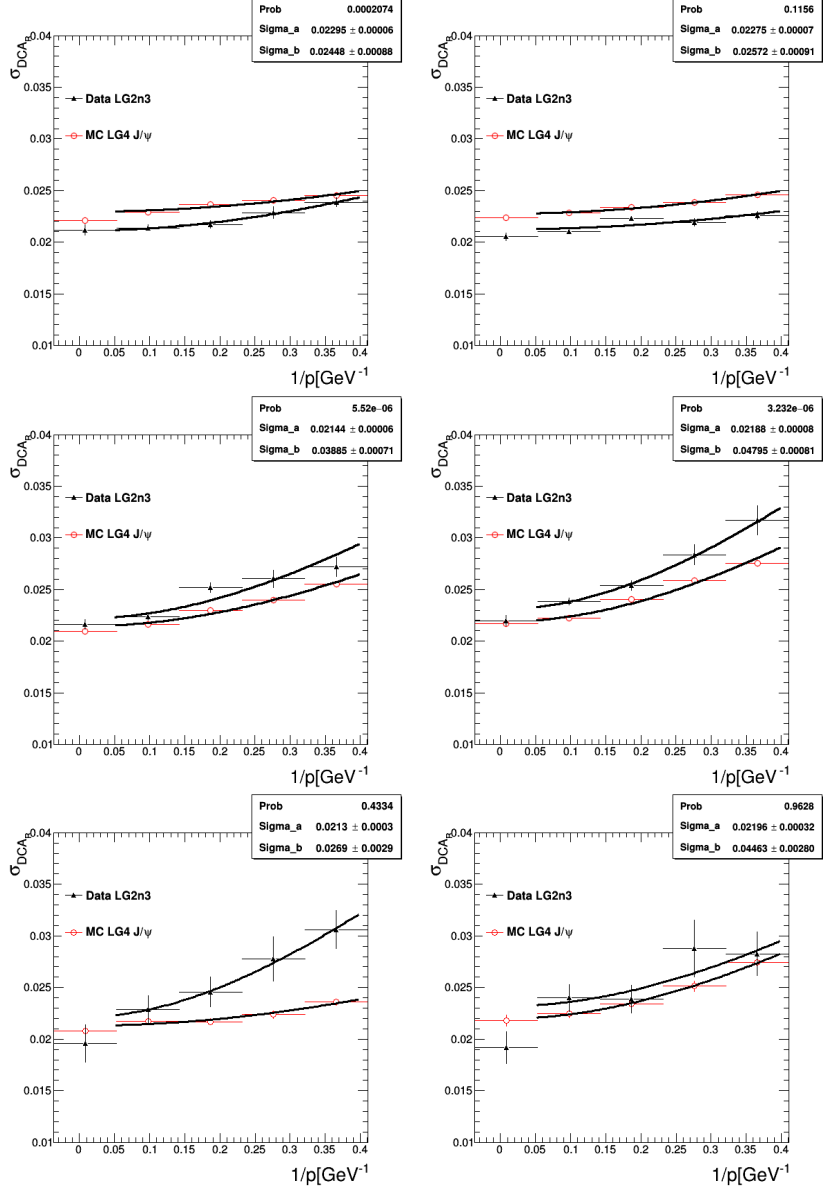 Prob 0.0002074
Sigma_a 0.02295 ± 0.00006
Sigma_b 0.02448 ± 0.00088
σDCAR
0.04
0.035
0.03
0.025
0.02
0.015
0.01
Data LG2n3
MC LG4 J/ψ
0 0.05 0.1 0.15 0.2 0.25 0.3 0.35 0.4
1/p[GeV-1
Prob 0.1156
Sigma_a 0.02275 ± 0.00007
Sigma_b 0.02572 ± 0.00091
σDCAR
0.04
0.035
0.03
0.025
0.02
0.015
0.01
Data LG2n3
MC LG4 J/ψ
0 0.05 0.1 0.15 0.2 0.25 0.3 0.35 0.4
1/p[GeV-1
Prob 5.52e−06
Sigma_a 0.02144 ± 0.00006
Sigma_b 0.03885 ± 0.00071
σDCAR
0.04
0.035
0.03
0.025
0.02
0.015
0.01
Data LG2n3
MC LG4 J/ψ
0 0.05 0.1 0.15 0.2 0.25 0.3 0.35 0.4
1/p[GeV-1
Prob 3.232e−06
Sigma_a 0.02188 ± 0.00008
Sigma_b 0.04795 ± 0.00081
σDCAR
0.04
0.035
0.03
0.025
0.02
0.015
0.01
Data LG2n3
MC LG4 J/ψ
0 0.05 0.1 0.15 0.2 0.25 0.3 0.35 0.4
1/p[GeV-1
Prob 0.4334
Sigma_a 0.0213 ± 0.0003
Sigma_b 0.0269 ± 0.0029
σDCAR
0.04
0.035
0.03
0.025
0.02
0.015
0.01
Data LG2n3
MC LG4 J/ψ
0 0.05 0.1 0.15 0.2 0.25 0.3 0.35 0.4
1/p[GeV-1
Prob 0.9628
Sigma_a 0.02196 ± 0.00032
Sigma_b 0.04463 ± 0.00280
σDCAR
0.04
0.035
0.03
0.025
0.02
0.015
0.01
Data LG2n3
MC LG4 J/ψ
0 0.05 0.1 0.15 0.2 0.25 0.3 0.35 0.4
1/p[GeV-1